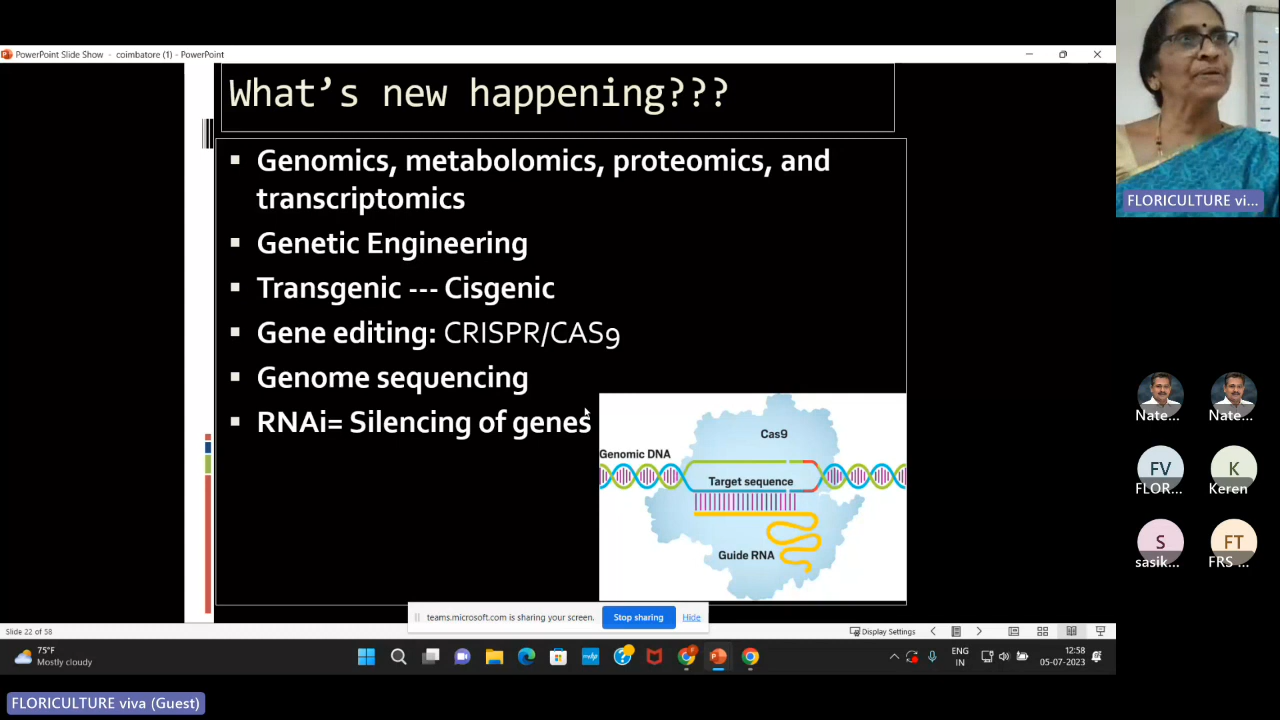 PowerPoint Slide Show - coimbatore (1) - PowerPoint
What's new happening???
Genomics, metabolomics, proteomics, and
transcriptomics
Genetic Engineering
Transgenic --- Cisgenic
Gene editing: CRISPR/CAS9
Genome sequencing
RNAi= Silencing of genes
Cas9
Genomic DNA
Target sequence
Guide RNA
teams.microsoft.com is sharing your screen.
Stop sharing
Hide
Slide 22 of 58
Display Settings
75°F
Mostly cloudy
ENG
IN
12:58
05-07-2023
FLORICULTURE vi...
Nate...
Nate...
FV
FLOR...
K
Keren
S
sasik...
FT
FRS ...
FLORICULTURE viva (Guest)